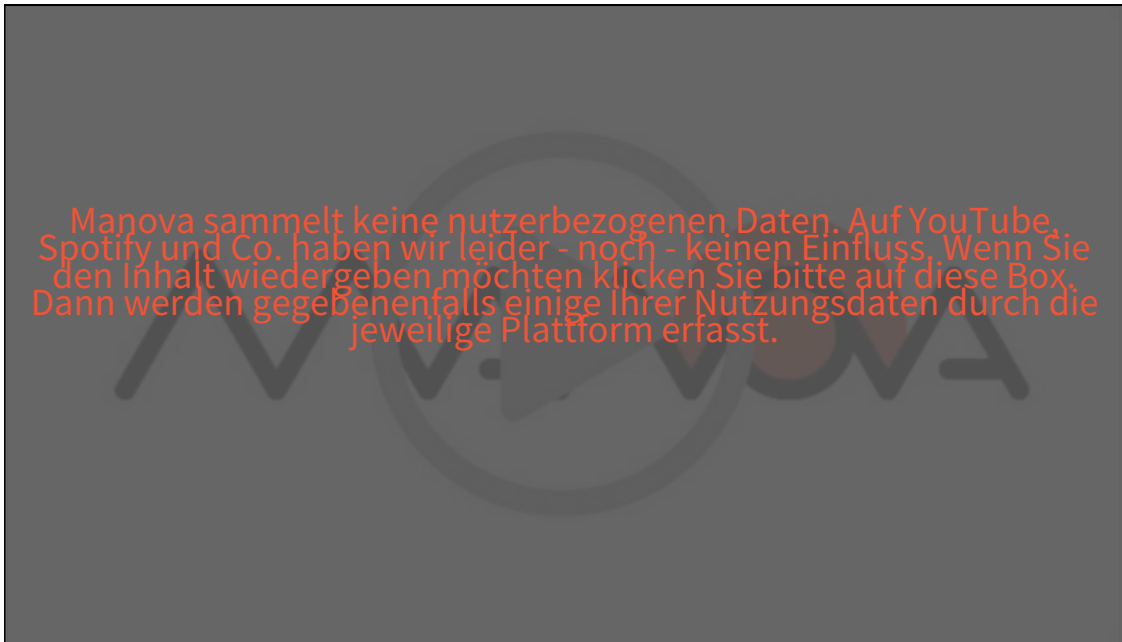 Manova sammelt keine nutzerbezogenen Daten. Auf YouTube,
Spotify und Co. haben wir leider - noch - keinen Einfluss. Wenn Sie
den Inhalt wiedergeben möchten klicken Sie bitte auf diese Box.
Dann werden gegebenenfalls einige Ihrer Nutzungsdaten durch die
jeweilige Plattform erfasst.
MANOVA